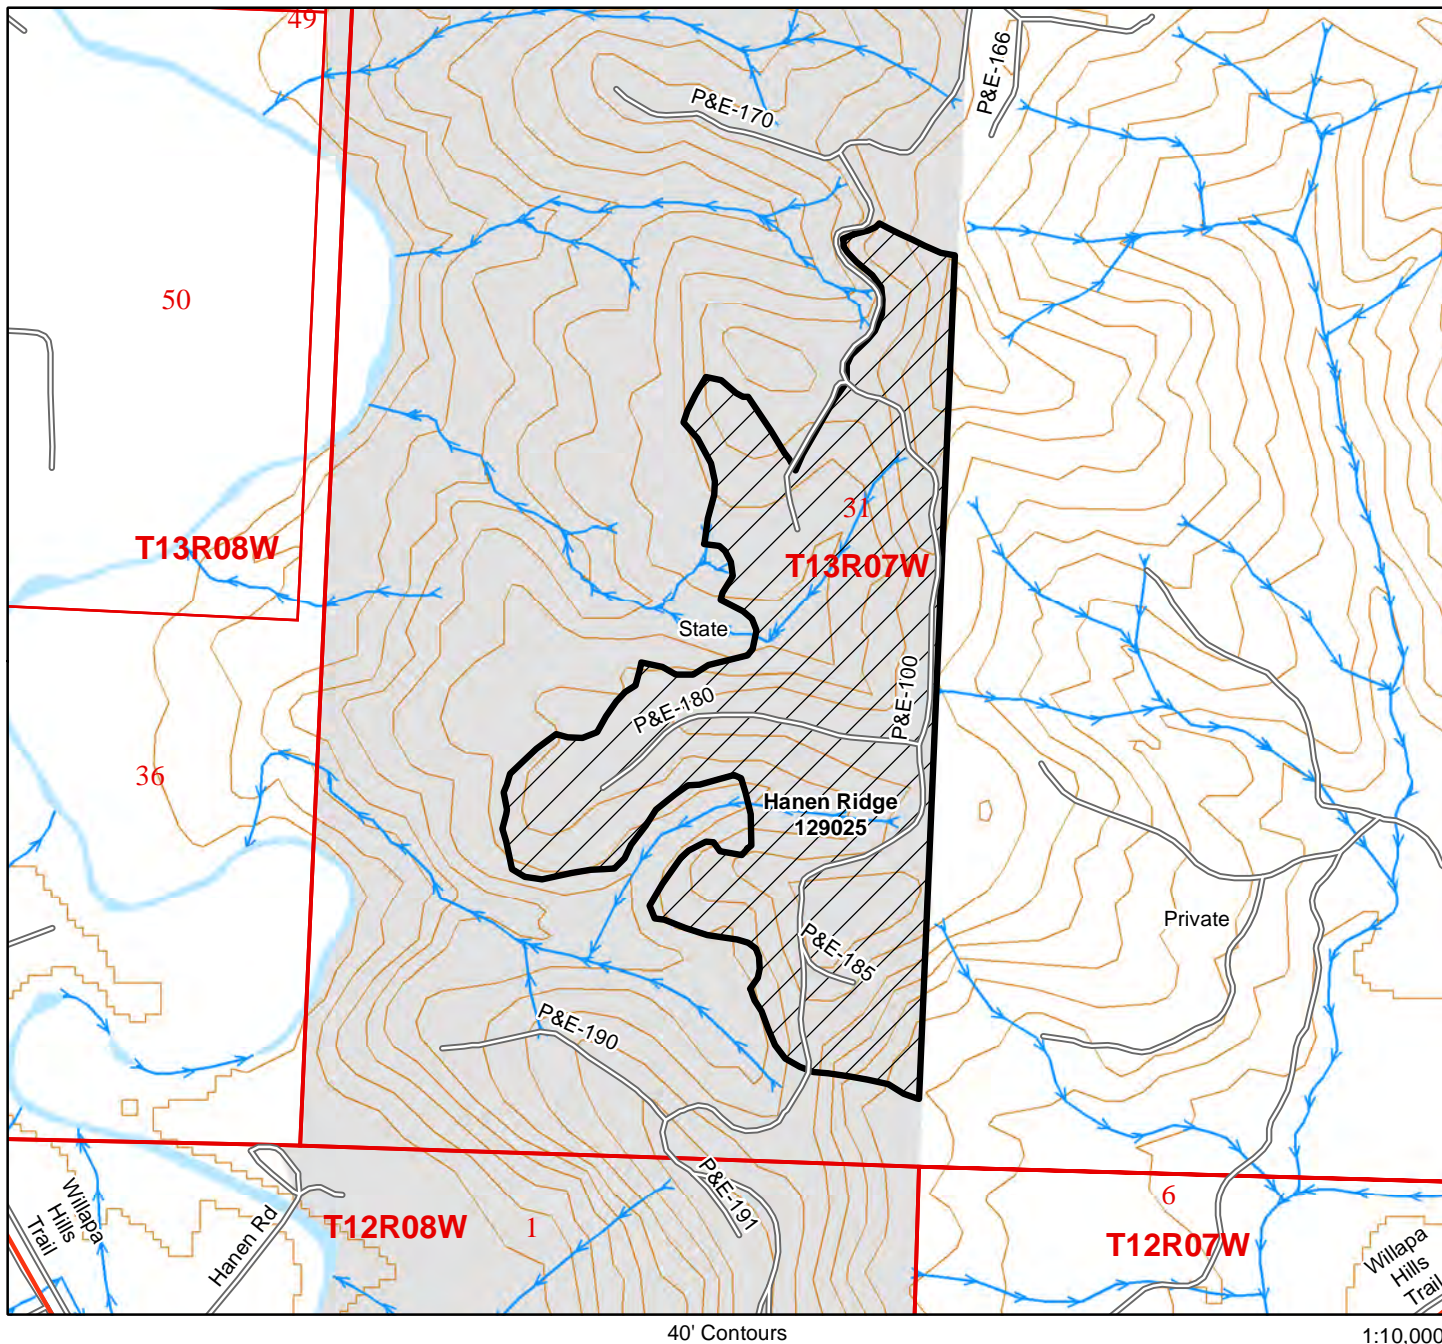 49
P&E-170
P&E-166
50
31
T13R08W
T13R07W
State
P&E-180
P&E-100
36
Hanen Ridge
129025
Private
P&E-185
P&E-190
P&E-191
Willapa
Hills
Trail
Hanen Rd
T12R08W
1
6
T12R07W
Willapa
Hills
Trail
40' Contours
1:10,000